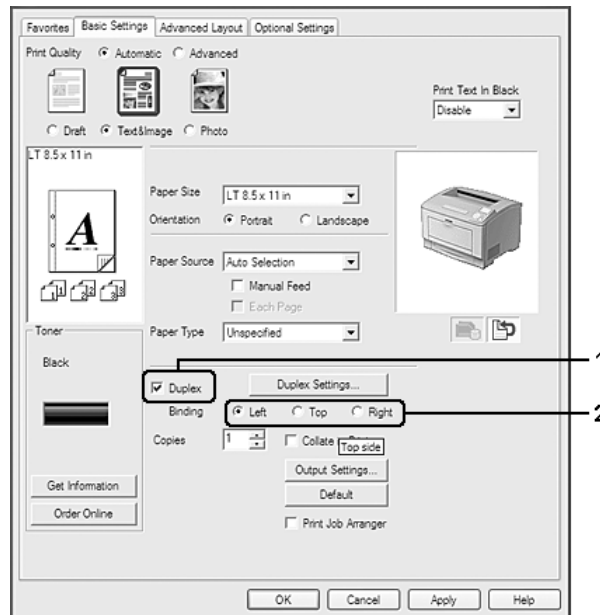 Favorites Basic Settings Advanced Layout Optional Settings
Print Quality Automatic Advanced
Print Text In Black
Disable
Draft Text&Image Photo
LT 8.5 x 11 in
Paper Size LT 8.5 x 11 in
Orientation Portrait Landscape
A
Paper Source Auto Selection
Manual Feed
Each Page
Toner
Paper Type Unspecified
Black
1
Duplex Duplex Settings...
Binding Left Top Right
2
Copies 1 Collate
Top side
Output Settings...
Get Information
Default
Order Online
Print Job Arranger
OK Cancel Apply Help